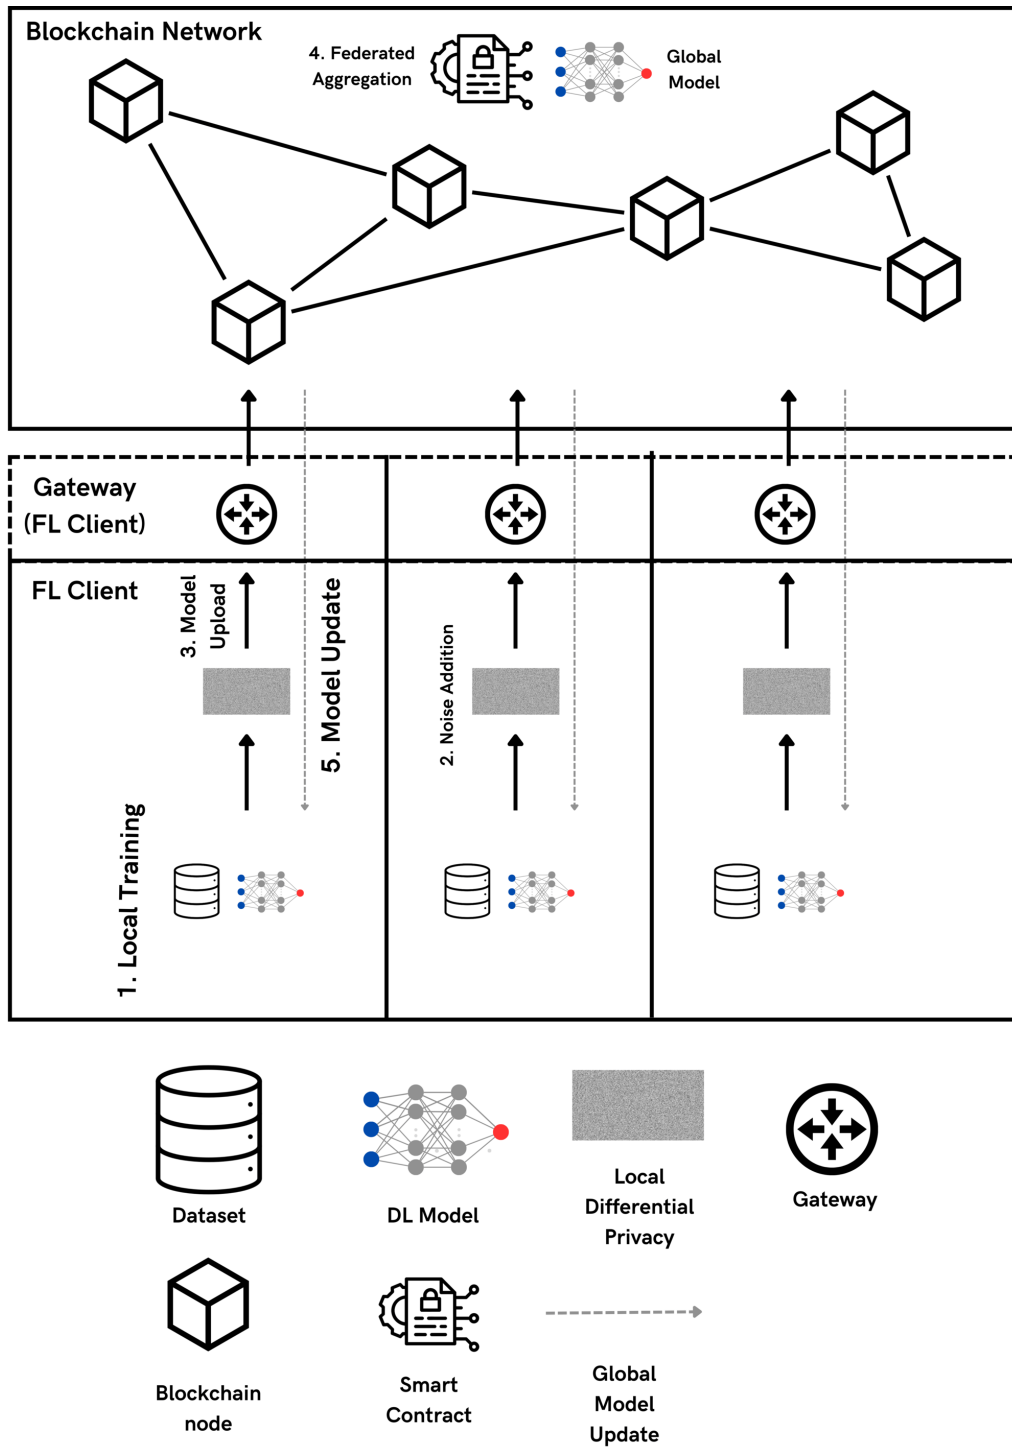 Blockchain Network
4. Federated
Aggregation
Global
Model
Gateway
(FL Client)
FL Client
3. Model
Upload
5. Model Update
2. Noise Addition
1. Local Training
Dataset
DL Model
Local
Differential
Privacy
Gateway
Blockchain
node
Smart
Contract
Global
Model
Update